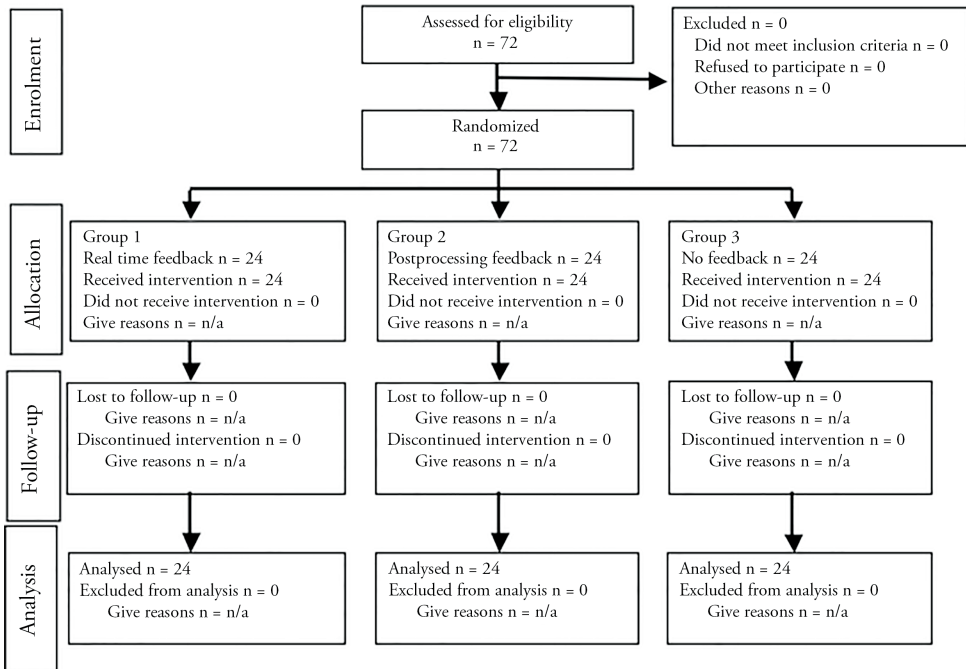 Enrolment
Assessed for eligibility
n = 72
Excluded n = 0
Did not meet inclusion criteria n = 0
Refused to participate n = 0
Other reasons n = 0
Randomized
n = 72
Allocation
Group 1
Real time feedback n = 24
Received intervention n = 24
Did not receive intervention n = 0
Give reasons n = n/a
Group 2
Postprocessing feedback n = 24
Received intervention n = 24
Did not receive intervention n = 0
Give reasons n = n/a
Group 3
No feedback n = 24
Received intervention n = 24
Did not receive intervention n = 0
Give reasons n = n/a
Follow-up
Lost to follow-up n = 0
Give reasons n = n/a
Discontinued intervention n = 0
Give reasons n = n/a
Lost to follow-up n = 0
Give reasons n = n/a
Discontinued intervention n = 0
Give reasons n = n/a
Lost to follow-up n = 0
Give reasons n = n/a
Discontinued intervention n = 0
Give reasons n = n/a
Analysis
Analysed n = 24
Excluded from analysis n = 0
Give reasons n = n/a
Analysed n = 24
Excluded from analysis n = 0
Give reasons n = n/a
Analysed n = 24
Excluded from analysis n = 0
Give reasons n = n/a